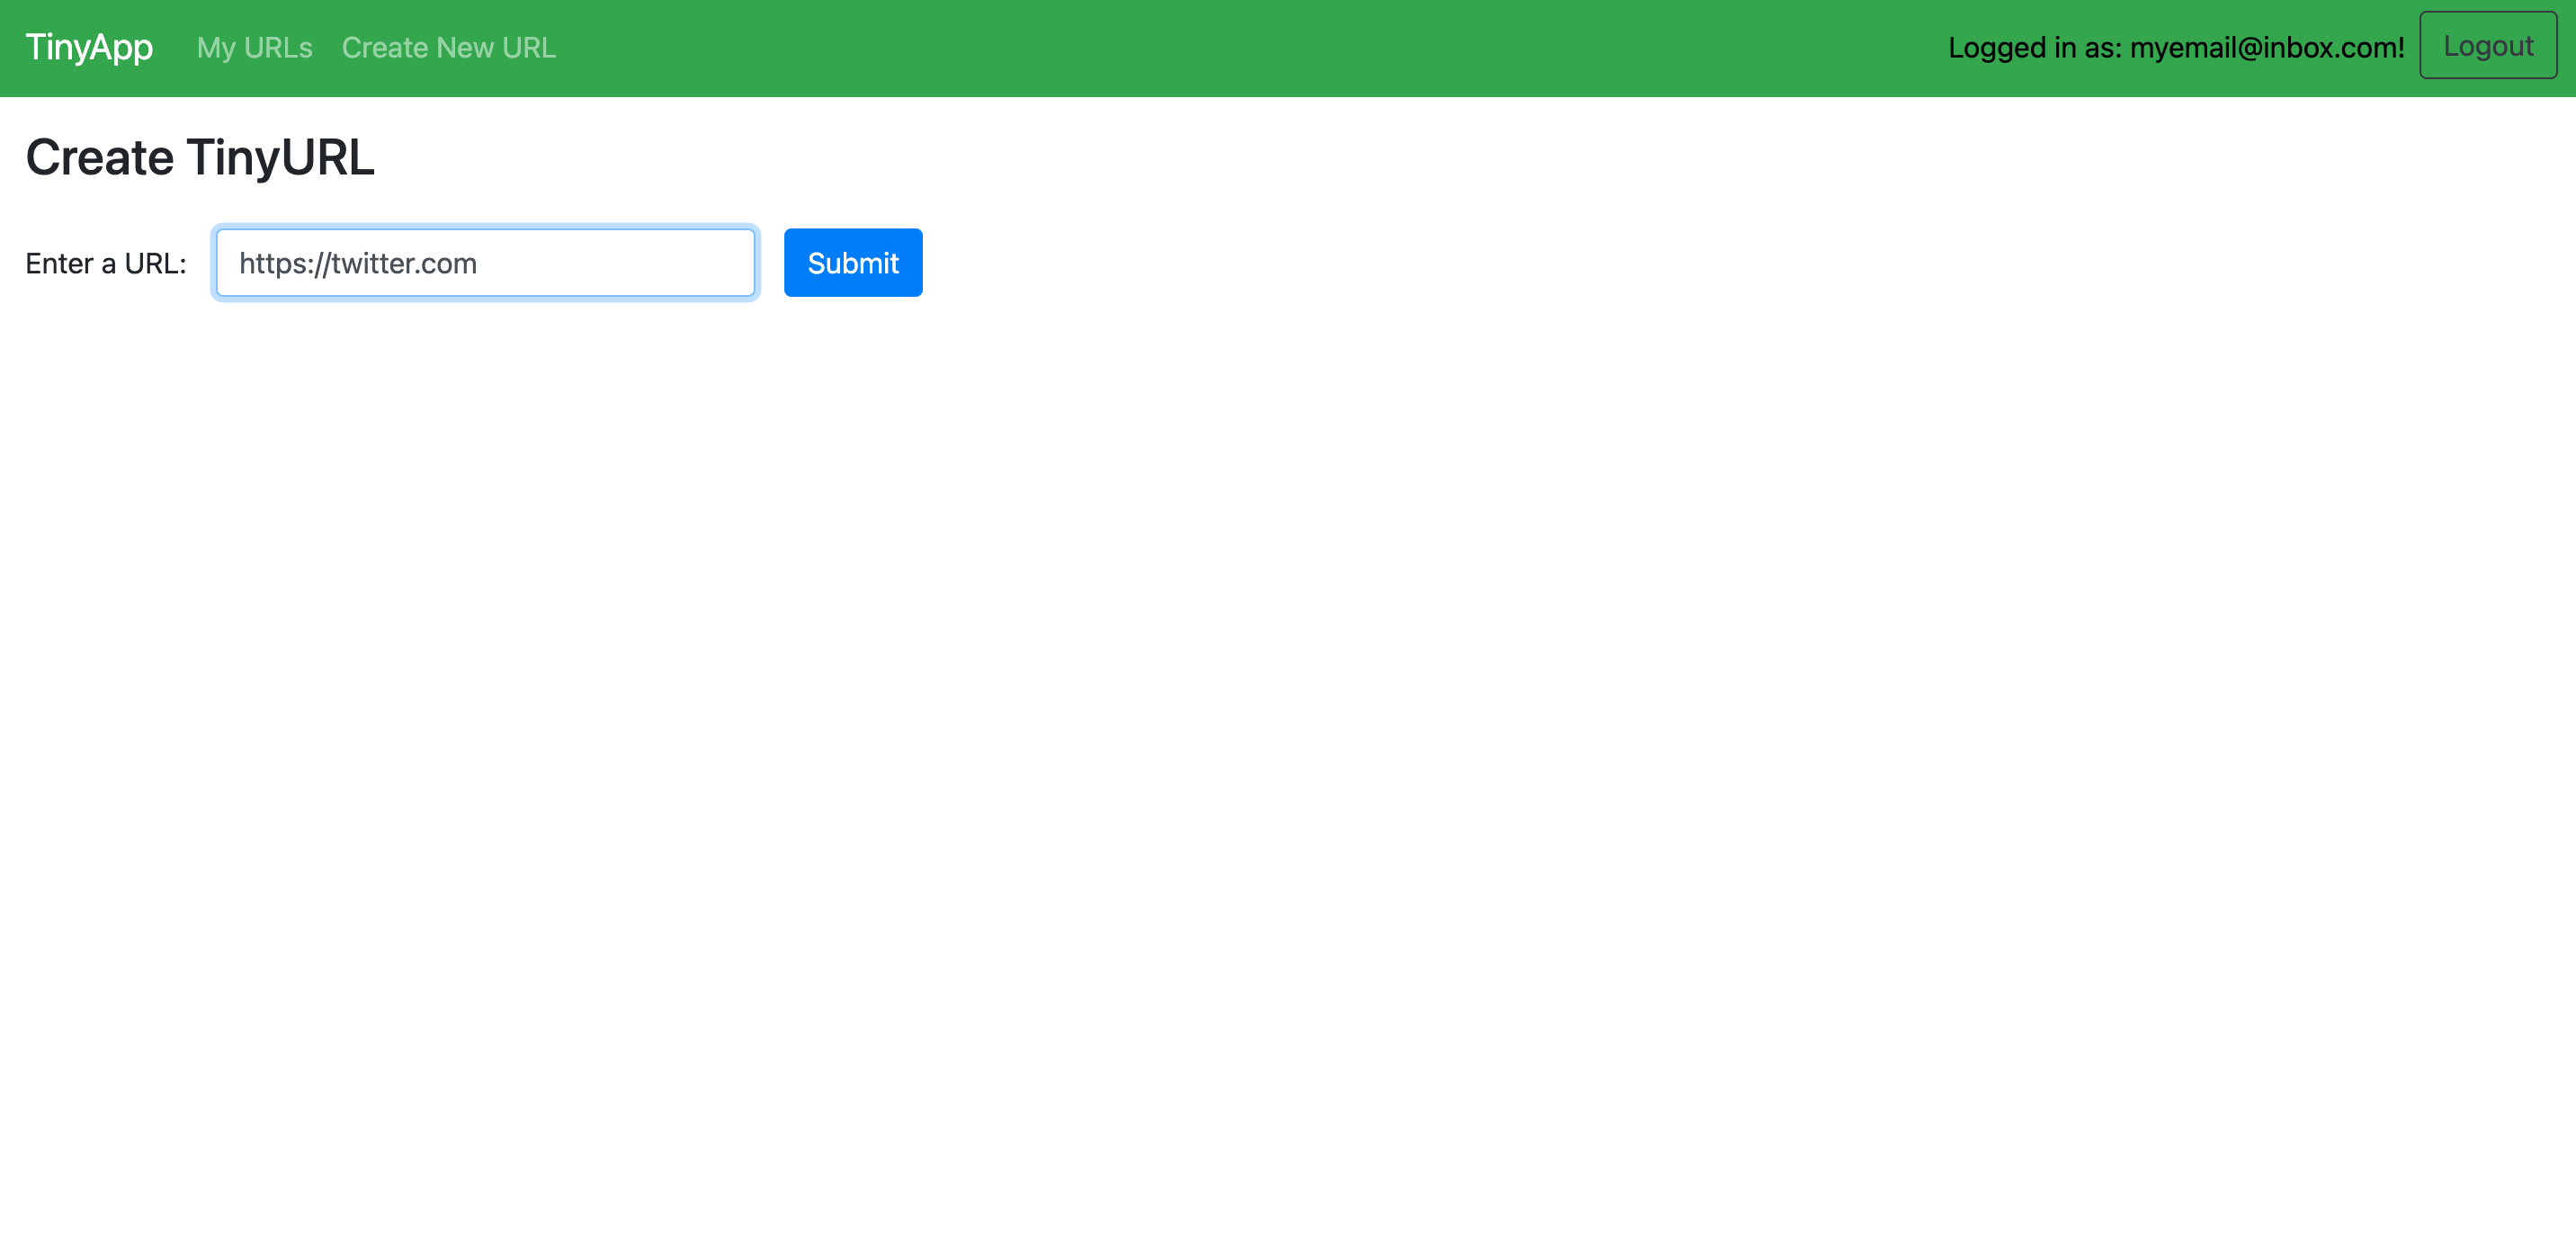 TinyApp My URLs Create New URL Logged in as: myemail@inbox.com! Logout
Create TinyURL
Enter a URL: https://twitter.com Submit